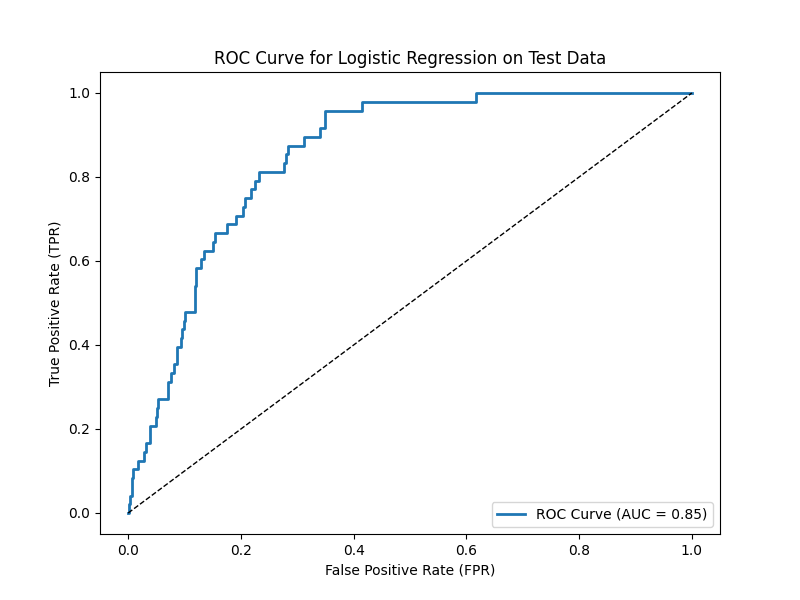 ROC Curve for Logistic Regression on Test Data
1.0
0.8
0.6
0.4
0.2
0.0
True Positive Rate (TPR)
ROC Curve (AUC = 0.85)
0.0 0.2 0.4 0.6 0.8 1.0
False Positive Rate (FPR)